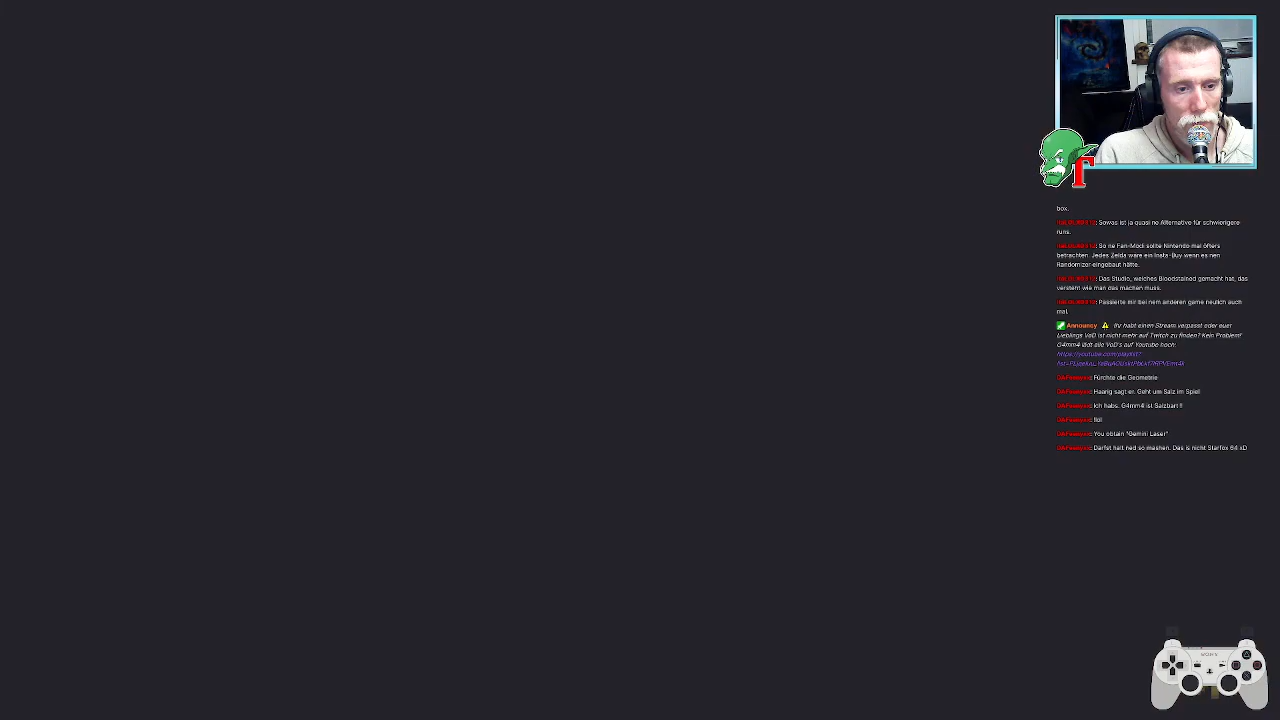 box.
Sowas ist ja quasi ne Alternative für schwierigere
runs.
So ne Fan-Modi sollte Nintendo mal öfters
betrachten. Jedes Zelda wäre ein Insta-Buy wenn es nen
Randomizer eingebaut hätte.
Das Studio, welches Bloodstained gemacht hat, das
versteht wie man das machen muss.
Passierte mir bei nem anderen game neulich auch
mal.
Announcy Ihr habt einen Stream verpasst oder euer
Lieblings VoD ist nicht mehr auf Twitch zu finden? Kein Problem!
G4mm4 lädt alle VoD's auf Youtube hoch:
https://youtube.com/playlist?
Fürchte die Geometrie
Haarig sagt er. Geht um Salz im Spiel
Ich habs. G4mm4 ist Salzbart !!
You obtain "Gemini Laser"
Darfst halt ned so mashen. Das is nicht Starfox 64 xD